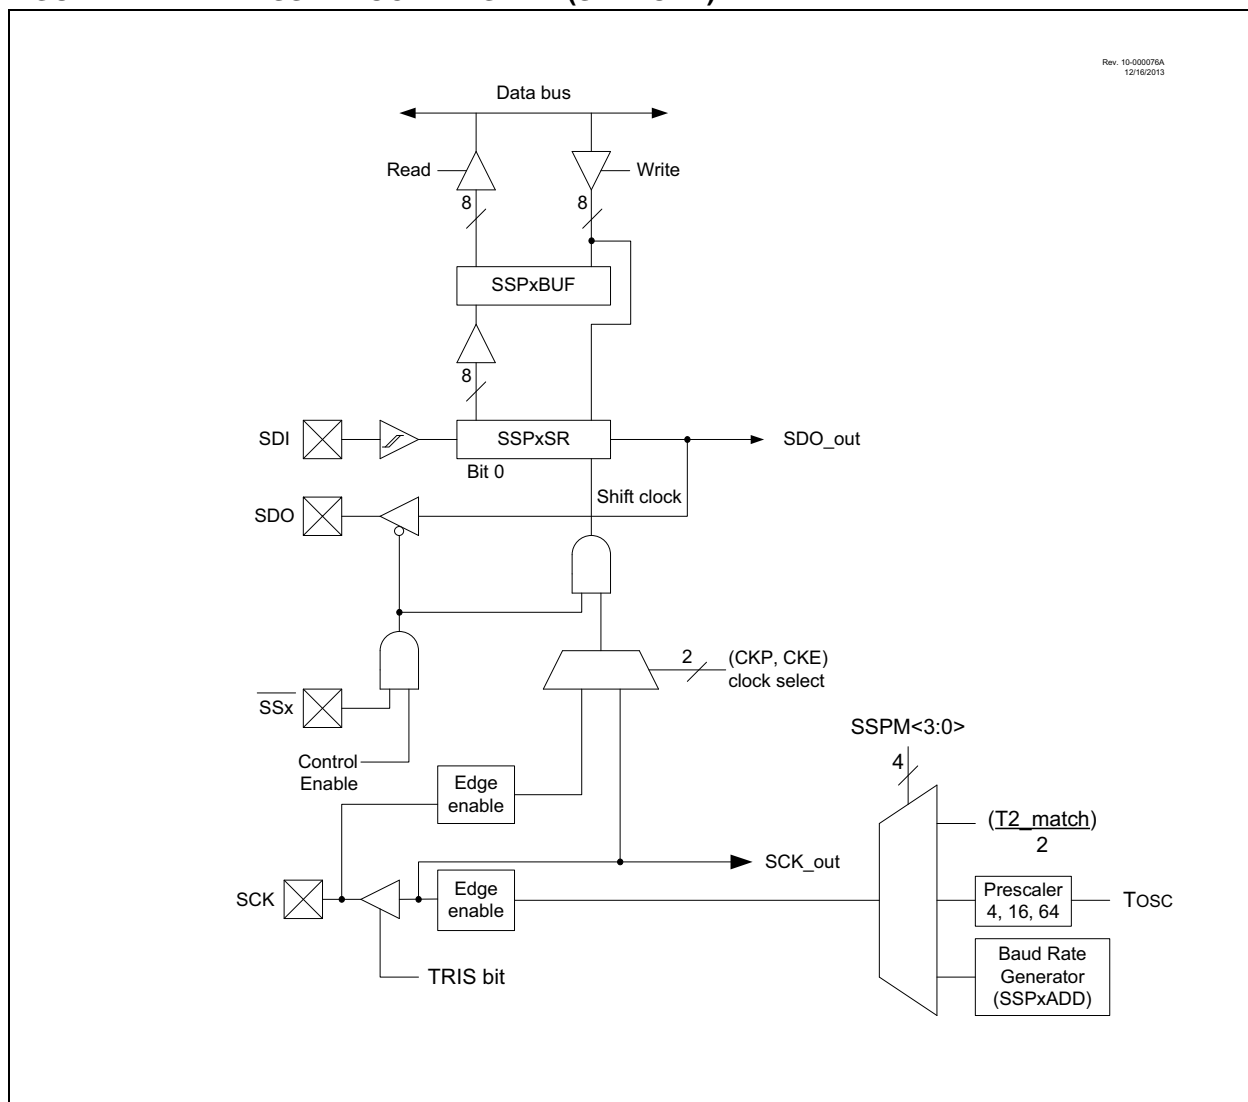 Rev. 10-000076A
12/16/2013
Data bus
Read
Write
8
8
SSPxBUF
8
SDI
SSPxSR
SDO_out
Bit 0
Shift clock
SDO
2
(CKP, CKE)
clock select
SSx
SSPM<3:0>
Control
Enable
4
Edge
enable
(T2_match)
2
SCK_out
SCK
Edge
enable
Prescaler
4, 16, 64
TOSC
Baud Rate
Generator
(SSPxADD)
TRIS bit